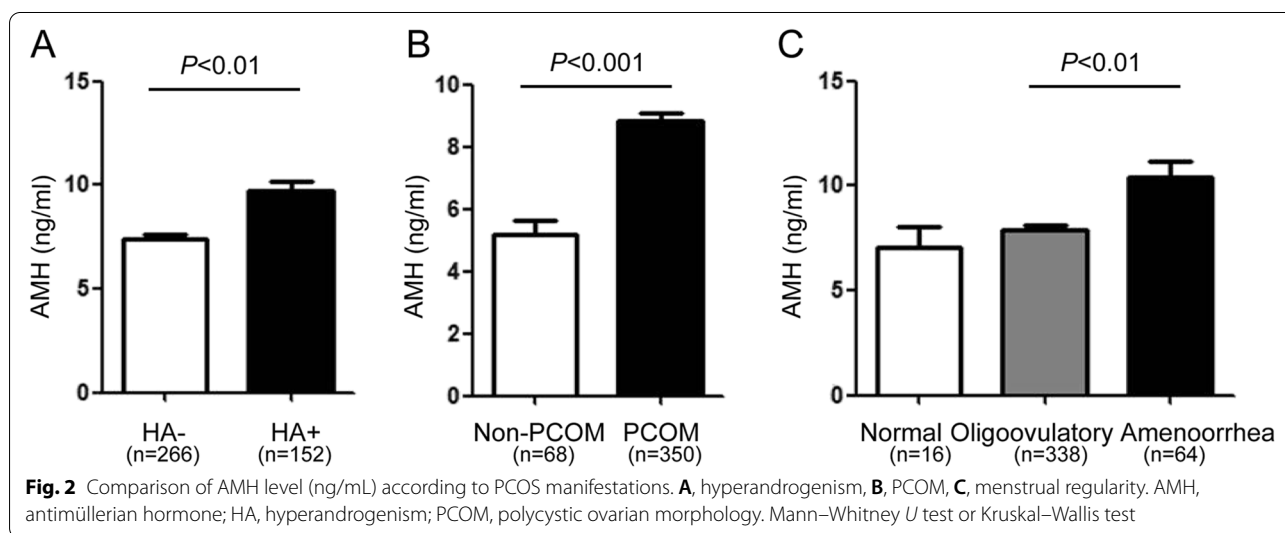 A
P<0.01
AMH (ng/ml)
15
10
5
0
HA- HA+
(n=266) (n=152)
B
P<0.001
AMH (ng/ml)
10
8
6
4
2
0
Non-PCOM PCOM
(n=68) (n=350)
C
P<0.01
AMH (ng/ml)
15
10
5
0
Normal Oligoovulatory Amenoorrhea
(n=16) (n=338) (n=64)
Fig. 2 Comparison of AMH level (ng/mL) according to PCOS manifestations. A, hyperandrogenism, B, PCOM, C, menstrual regularity. AMH,
antimüllerian hormone; HA, hyperandrogenism; PCOM, polycystic ovarian morphology. Mann–Whitney U test or Kruskal–Wallis test